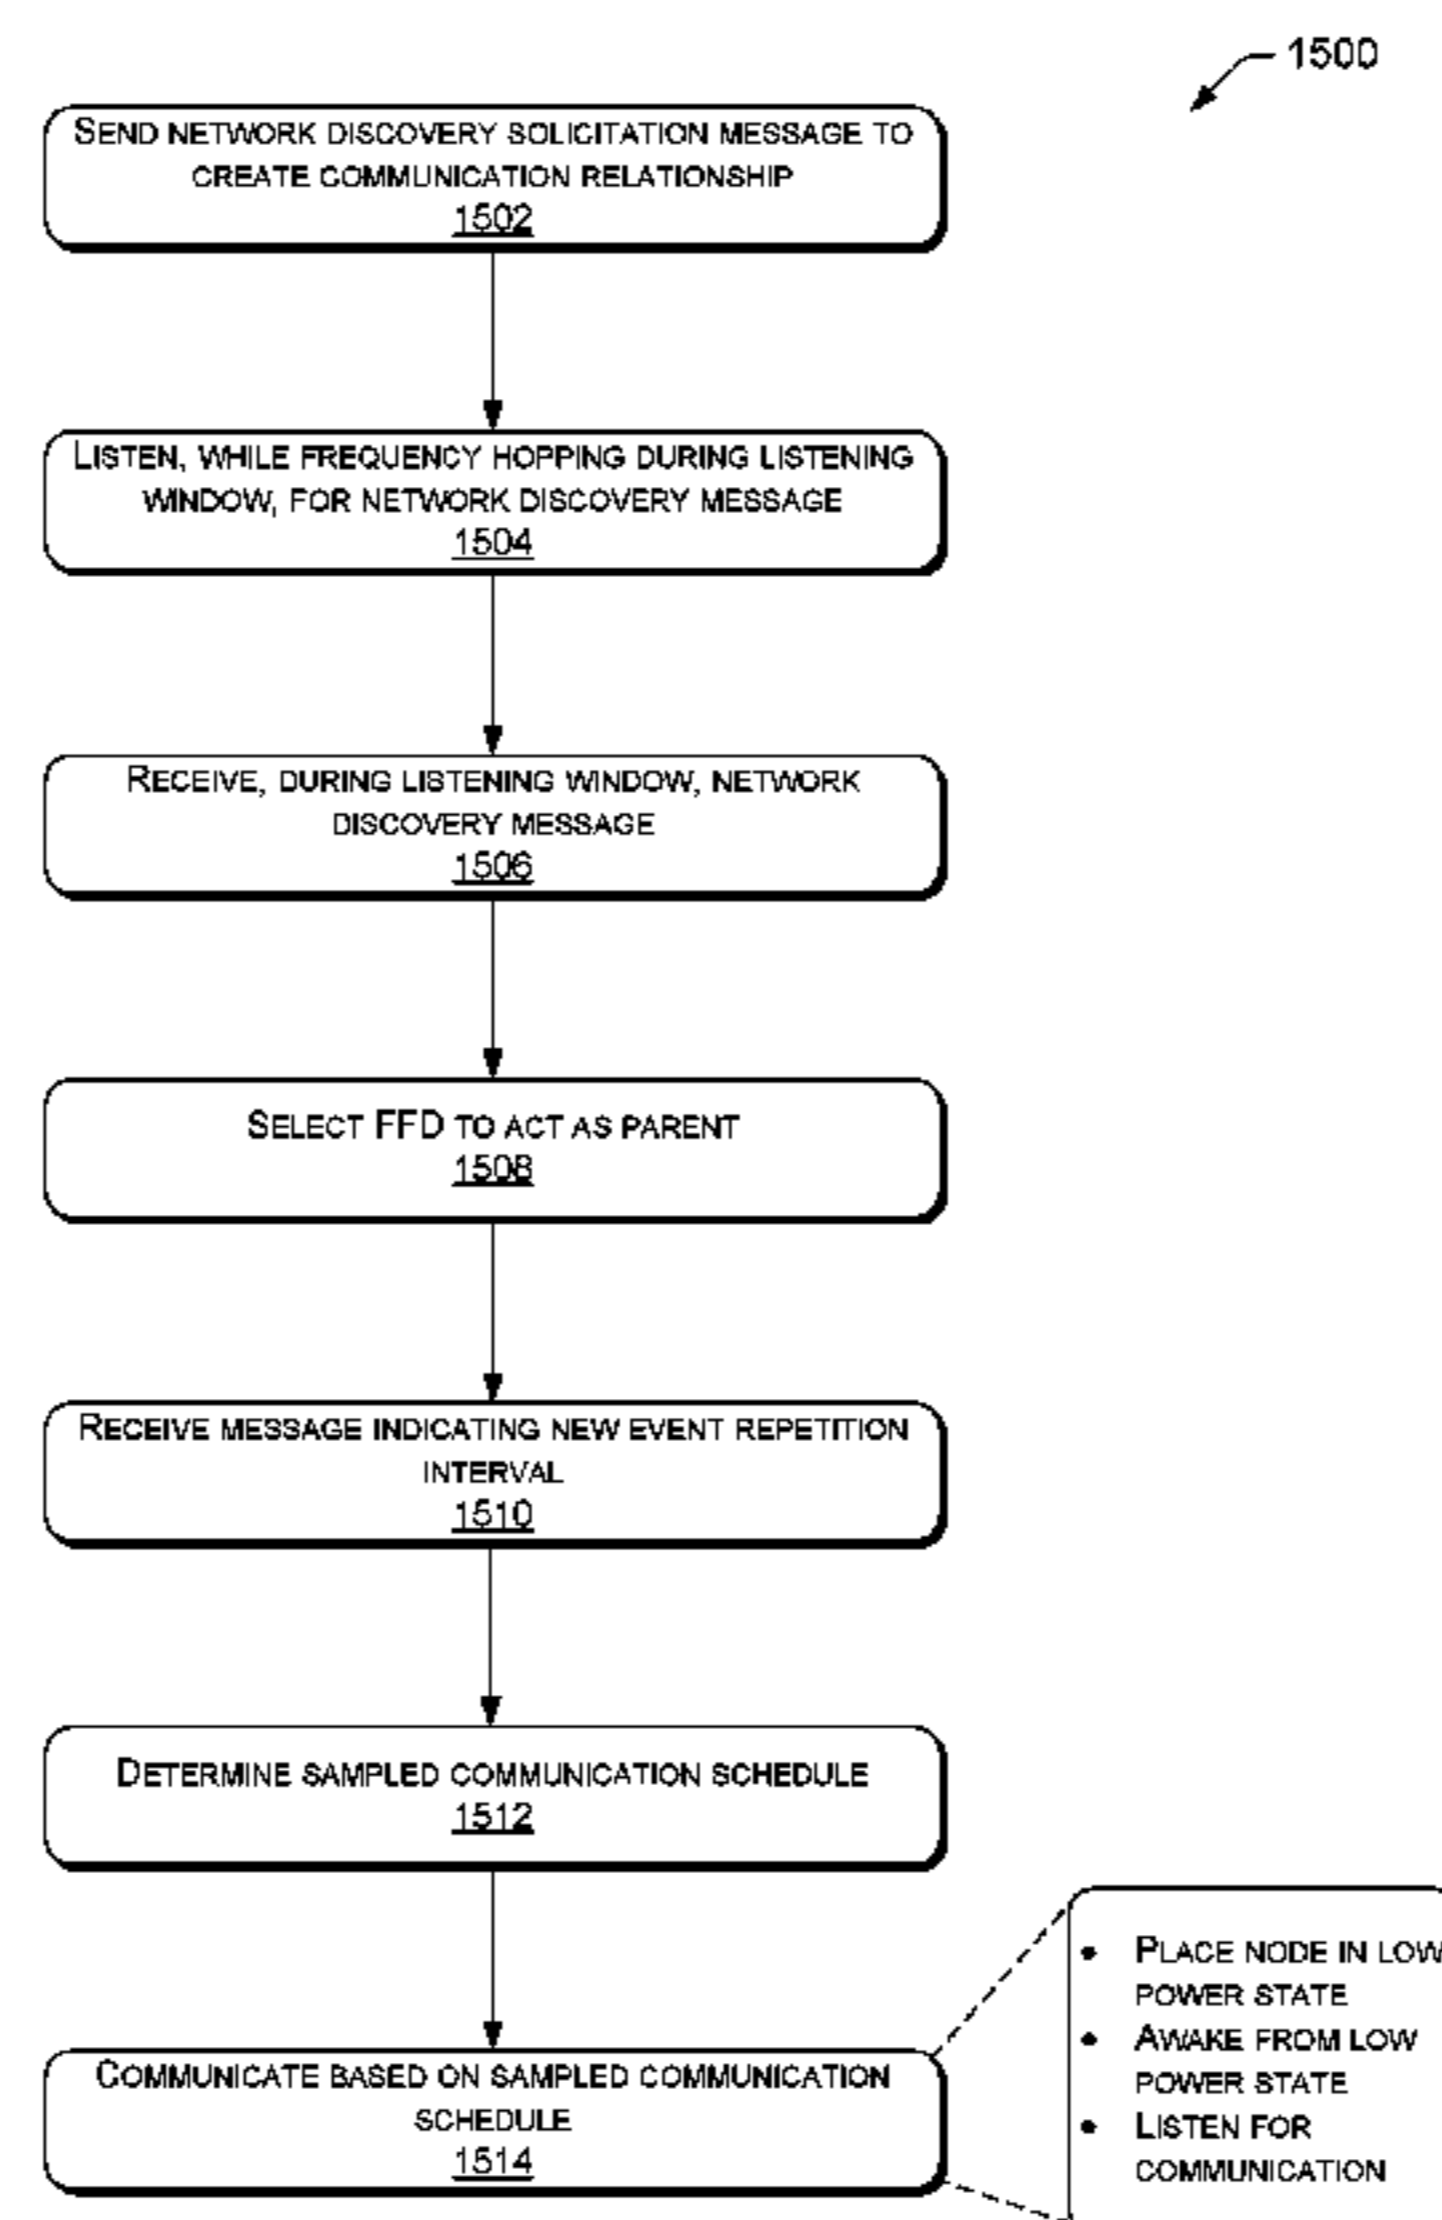 1500
SEND NETWORK DISCOVERY SOLICITATION MESSAGE TO
CREATE COMMUNICATION RELATIONSHIP
1502
LISTEN, WHILE FREQUENCY HOPPING DURING LISTENING
WINDOW, FOR NETWORK DISCOVERY MESSAGE
1504
RECEIVE, DURING LISTENING WINDOW, NETWORK
DISCOVERY MESSAGE
1506
SELECT FFD TO ACT AS PARENT
1508
RECEIVE MESSAGE INDICATING NEW EVENT REPETITION
INTERVAL
1510
DETERMINE SAMPLED COMMUNICATION SCHEDULE
1512
COMMUNICATE BASED ON SAMPLED COMMUNICATION
SCHEDULE
1514
• PLACE NODE IN LOW
POWER STATE
• AWAKE FROM LOW
POWER STATE
• LISTEN FOR
COMMUNICATION